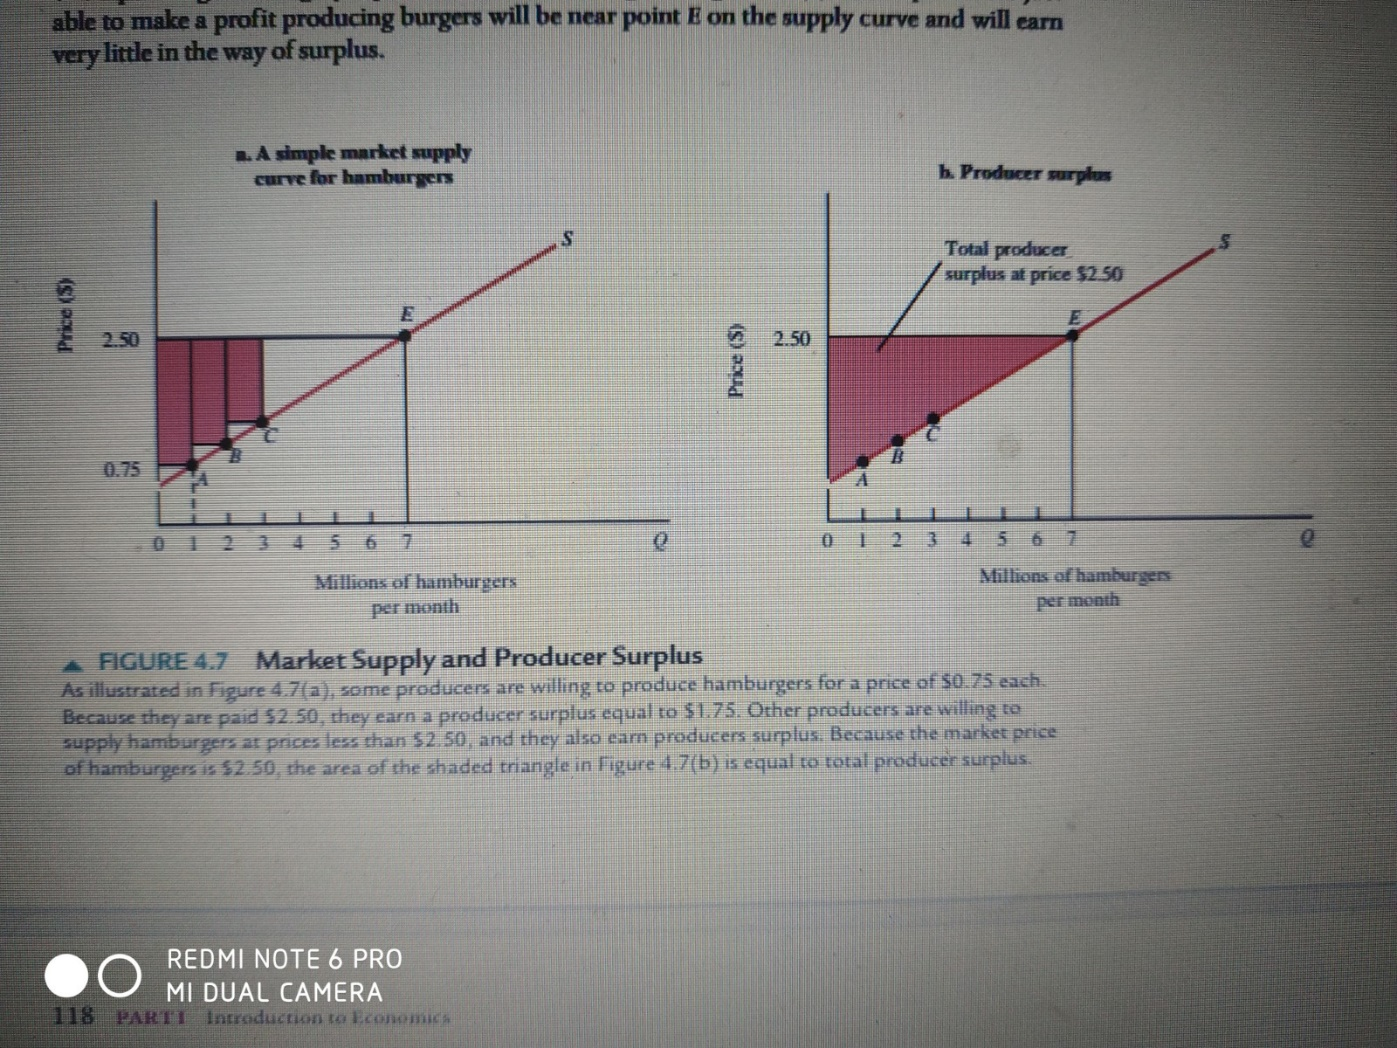 able to make a profit producing burgers will be near point E on the supply curve and will earn
very little in the way of surplus.
a. A simple market supply
curve for hamburgers
Price ($)
2.50
0.75
S
E
C
B
A
0 1 2 3 4 5 6 7 Q
Millions of hamburgers
per month
b. Producer surplus
Total producer
surplus at price $2.50
Price ($)
2.50
S
E
C
B
A
0 1 2 3 4 5 6 7 Q
Millions of hamburgers
per month
▲ FIGURE 4.7 Market Supply and Producer Surplus
As illustrated in Figure 4.7(a), some producers are willing to produce hamburgers for a price of $0.75 each.
Because they are paid $2.50, they earn a producer surplus equal to $1.75. Other producers are willing to
supply hamburgers at prices less than $2.50, and they also earn producers surplus. Because the market price
of hamburgers is $2.50, the area of the shaded triangle in Figure 4.7(b) is equal to total producer surplus.
REDMI NOTE 6 PRO
MI DUAL CAMERA
118 PART I Introduction to Economics